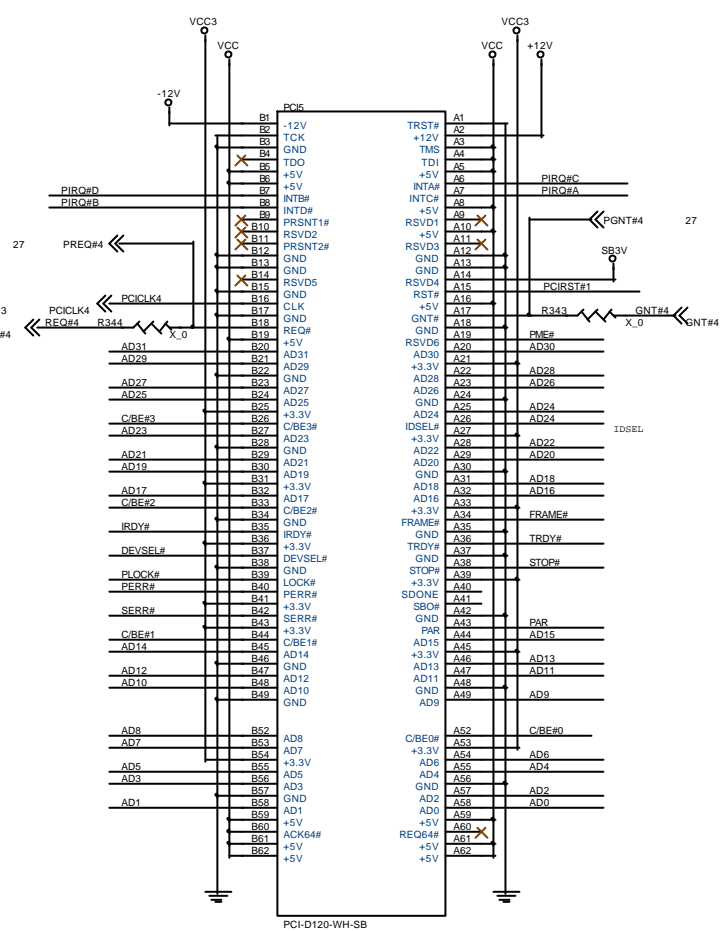 VCC3 VCC3
VCC VCC +12V
-12V
PCI5
B1 -12V TRST# A1
B2 TCK +12V A2
B3 GND TMS A3
B4 TDO TDI A4
B5 +5V +5V A5
B6 +5V INTA# A6 PIRQ#C
PIRQ#D B7 INTB# INTC# A7 PIRQ#A
PIRQ#B B8 INTD# +5V A8
B9 PRSNT1# RSVD1 A9 PGNT#4 27
B10 RSVD2 +5V A10
27 PREQ#4 B11 PRSNT2# RSVD3 A11
B12 GND GND A12 SB3V
B13 GND GND A13
B14 RSVD5 RSVD4 A14
B15 GND RST# A15 PCIRST#1
3 PCICLK4 PCICLK4 B16 CLK +5V A16
B17 GND GNT# A17 R343 X_0 GNT#4 GNT#4
#4 REQ#4 R344 X_0 B18 REQ# GND A18
B19 +5V RSVD6 A19 PME#
AD31 B20 AD31 AD30 A20 AD30
AD29 B21 AD29 +3.3V A21
B22 GND AD28 A22 AD28
AD27 B23 AD27 AD26 A23 AD26
AD25 B24 AD25 GND A24
B25 +3.3V AD24 A25 AD24
C/BE#3 B26 C/BE3# IDSEL# A26 AD24 IDSEL
AD23 B27 AD23 +3.3V A27
B28 GND AD22 A28 AD22
AD21 B29 AD21 AD20 A29 AD20
AD19 B30 AD19 GND A30
B31 +3.3V AD18 A31 AD18
AD17 B32 AD17 AD16 A32 AD16
C/BE#2 B33 C/BE2# +3.3V A33
B34 GND FRAME# A34 FRAME#
IRDY# B35 IRDY# GND A35
B36 +3.3V TRDY# A36 TRDY#
DEVSEL# B37 DEVSEL# GND A37
B38 GND STOP# A38 STOP#
PLOCK# B39 LOCK# +3.3V A39
PERR# B40 PERR# SDONE A40
B41 +3.3V SBO# A41
SERR# B42 SERR# GND A42
B43 +3.3V PAR A43 PAR
C/BE#1 B44 C/BE1# AD15 A44 AD15
AD14 B45 AD14 +3.3V A45
B46 GND AD13 A46 AD13
AD12 B47 AD12 AD11 A47 AD11
AD10 B48 AD10 GND A48
B49 GND AD9 A49 AD9
AD8 B52 AD8 C/BE0# A52 C/BE#0
AD7 B53 AD7 +3.3V A53
B54 +3.3V AD6 A54 AD6
AD5 B55 AD5 AD4 A55 AD4
AD3 B56 AD3 GND A56
B57 GND AD2 A57 AD2
AD1 B58 AD1 AD0 A58 AD0
B59 +5V +5V A59
B60 ACK64# REQ64# A60
B61 +5V +5V A61
B62 +5V +5V A62
PCI-D120-WH-SB